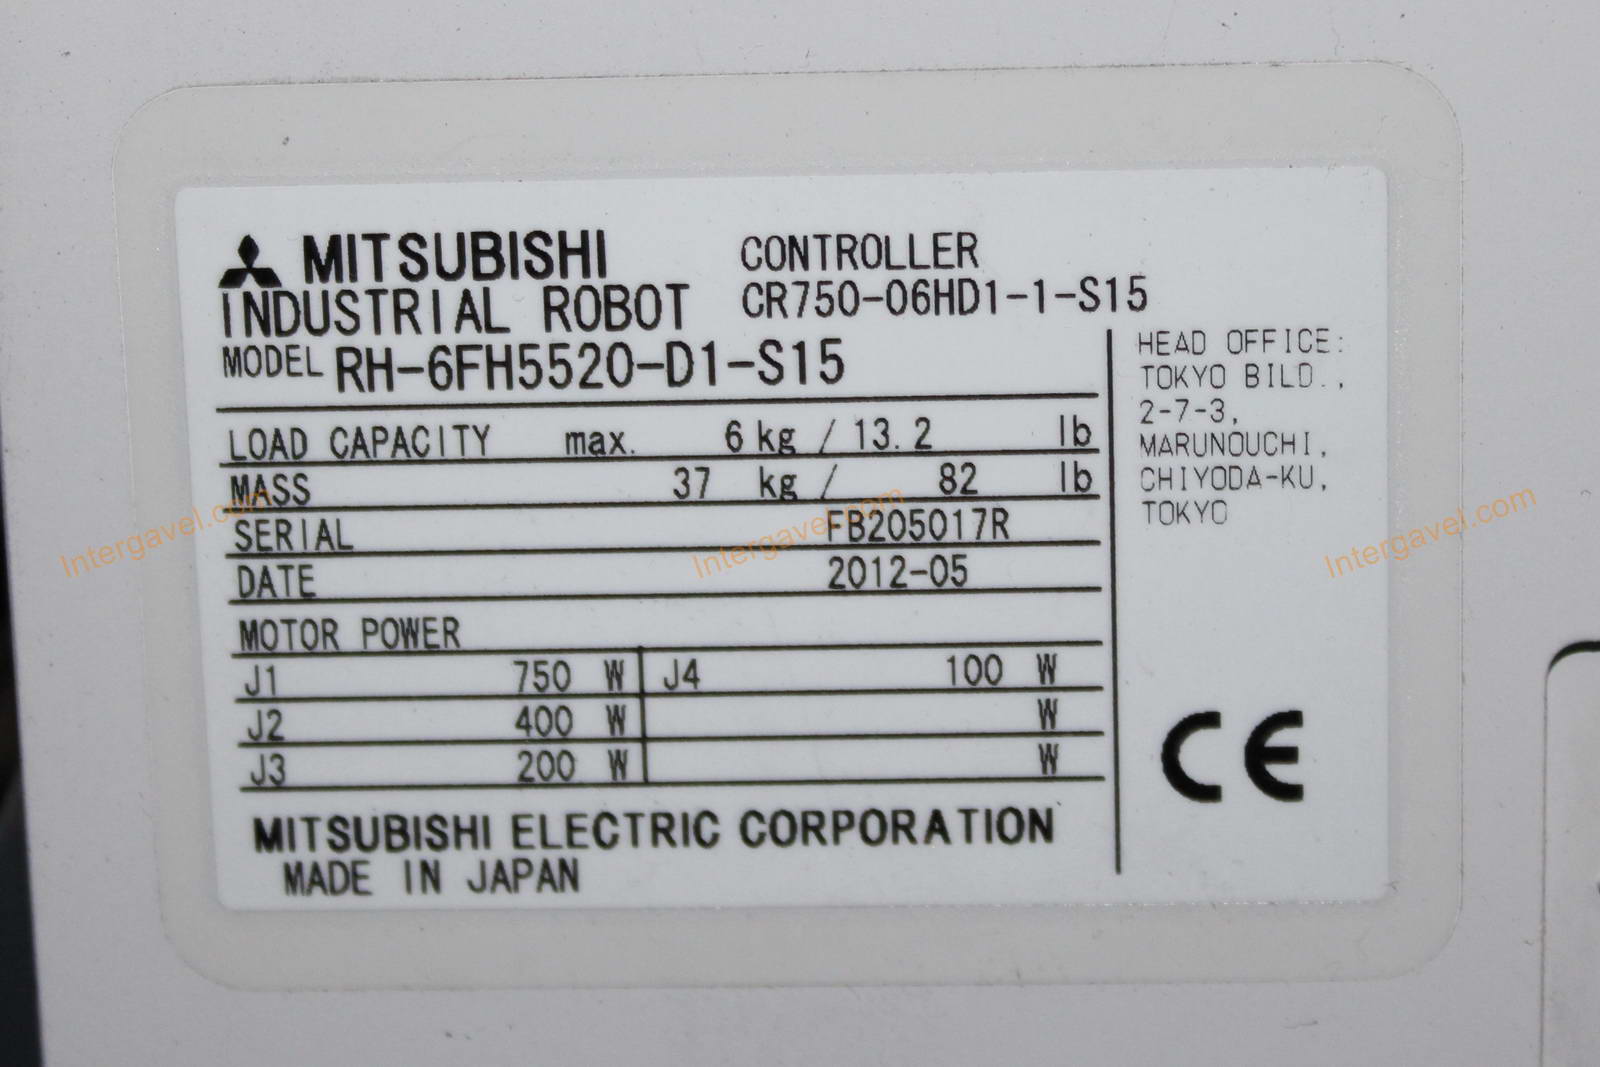 MITSUBISHI
INDUSTRIAL ROBOT
MODEL RH-6FH5520-D1-S15
CONTROLLER
CR750-06HD1-1-S15
LOAD CAPACITY max. 6 kg / 13.2 lb
MASS 37 kg / 82 lb
SERIAL FB205017R
DATE 2012-05
MOTOR POWER
J1 750 W J4 100 W
J2 400 W W
J3 200 W W
MITSUBISHI ELECTRIC CORPORATION
MADE IN JAPAN
HEAD OFFICE:
TOKYO BILD.,
2-7-3,
MARUNOUCHI,
CHIYODA-KU,
TOKYO
CE
Intergavel.com
Intergavel.com
Intergavel.com